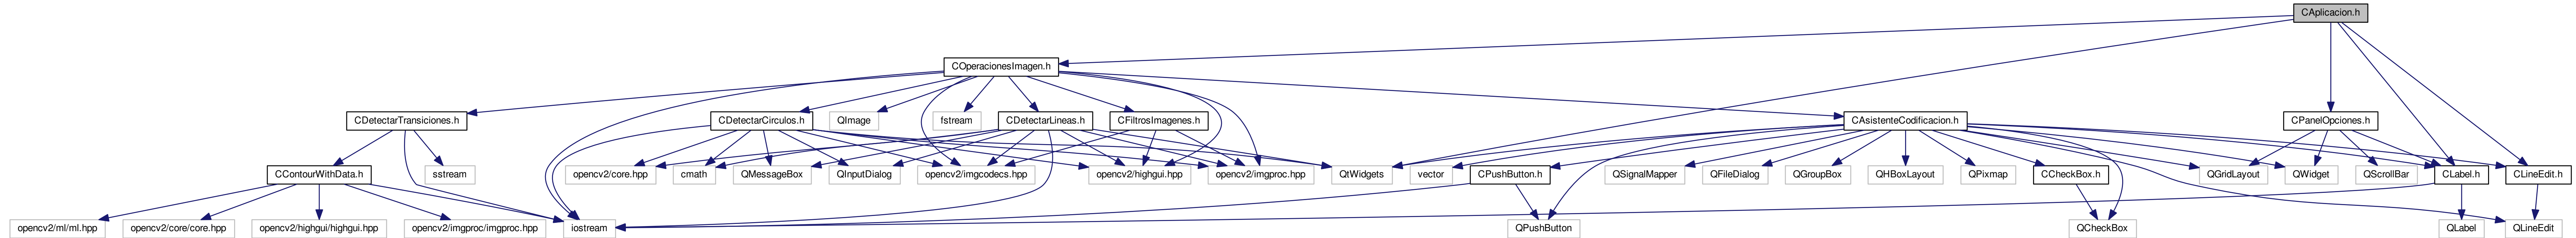 CAplicacion.h
COperacionesImagen.h
CDetectarTransiciones.h
CDetectarCirculos.h
QImage
fstream
CDetectarLineas.h
CFiltrosImagenes.h
CAsistenteCodificacion.h
CPanelOpciones.h
CContourWithData.h
sstream
opencv2/core.hpp
cmath
QMessageBox
QInputDialog
opencv2/imgcodecs.hpp
opencv2/highgui.hpp
opencv2/imgproc.hpp
QtWidgets
vector
CPushButton.h
QSignalMapper
QFileDialog
QGroupBox
QHBoxLayout
QPixmap
CCheckBox.h
QGridLayout
QWidget
QScrollBar
CLabel.h
CLineEdit.h
opencv2/ml/ml.hpp
opencv2/core/core.hpp
opencv2/highgui/highgui.hpp
opencv2/imgproc/imgproc.hpp
iostream
QPushButton
QCheckBox
QLabel
QLineEdit